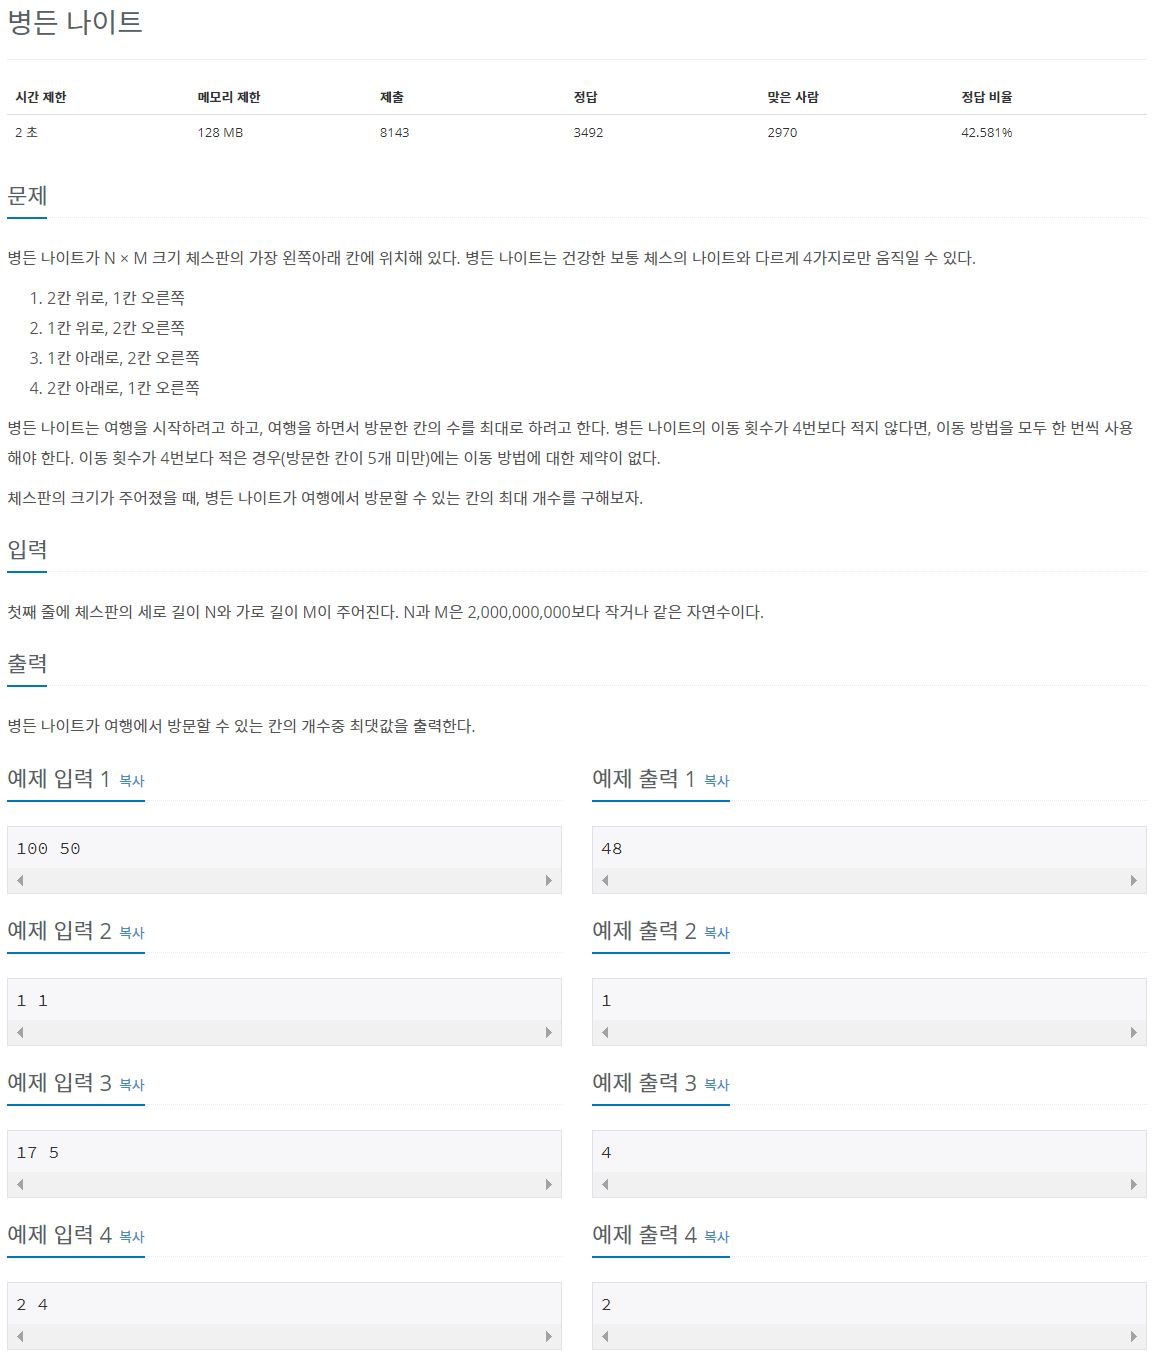 병든 나이트
시간 제한 메모리 제한 제출 정답 맞은 사람 정답 비율
2 초 128 MB 8143 3492 2970 42.581%
문제
병든 나이트가 N × M 크기 체스판의 가장 왼쪽아래 칸에 위치해 있다. 병든 나이트는 건강한 보통 체스의 나이트와 다르게 4가지로만 움직일 수 있다.
1. 2칸 위로, 1칸 오른쪽
2. 1칸 위로, 2칸 오른쪽
3. 1칸 아래로, 2칸 오른쪽
4. 2칸 아래로, 1칸 오른쪽
병든 나이트는 여행을 시작하려고 하고, 여행을 하면서 방문한 칸의 수를 최대로 하려고 한다. 병든 나이트의 이동 횟수가 4번보다 적지 않다면, 이동 방법을 모두 한 번씩 사용
해야 한다. 이동 횟수가 4번보다 적은 경우(방문한 칸이 5개 미만)에는 이동 방법에 대한 제약이 없다.
체스판의 크기가 주어졌을 때, 병든 나이트가 여행에서 방문할 수 있는 칸의 최대 개수를 구해보자.
입력
첫째 줄에 체스판의 세로 길이 N와 가로 길이 M이 주어진다. N과 M은 2,000,000,000보다 작거나 같은 자연수이다.
출력
병든 나이트가 여행에서 방문할 수 있는 칸의 개수중 최댓값을 출력한다.
예제 입력 1 복사 예제 출력 1 복사
100 50 48
예제 입력 2 복사 예제 출력 2 복사
1 1 1
예제 입력 3 복사 예제 출력 3 복사
17 5 4
예제 입력 4 복사 예제 출력 4 복사
2 4 2